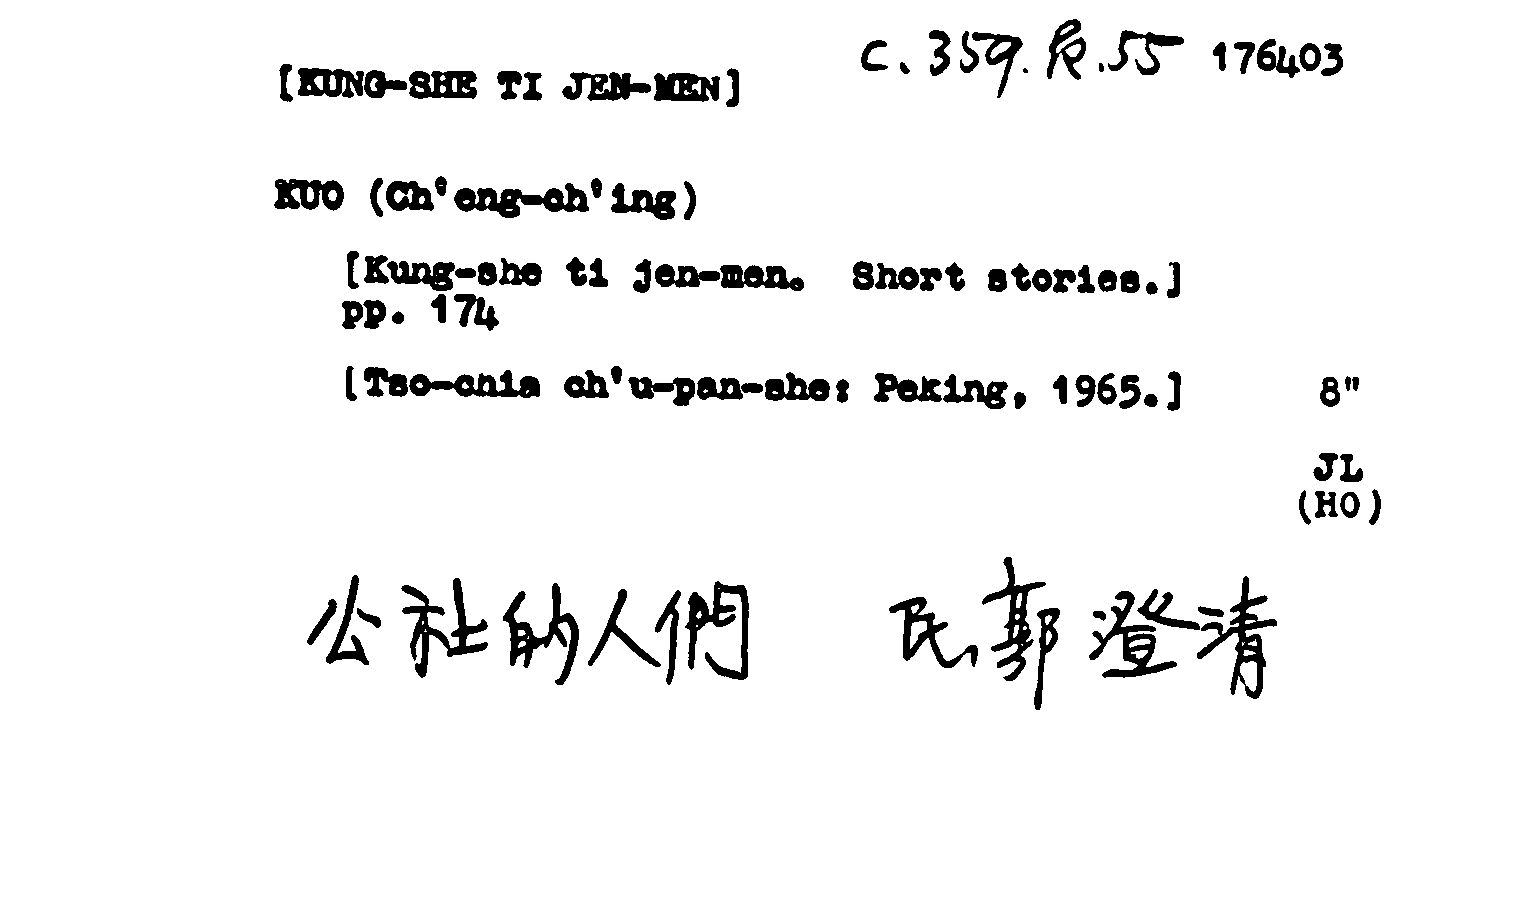 c.359.k.55 176403
[KUNG-SHE TI JEN-MEN]
KUO (Ch'eng-ch'ing)
[Kung-she ti jen-men. Short stories.]
pp. 174
[Tso-chia ch'u-pan-she: Peking, 1965.] 8"
JL
(HO)
公社的人們 民,郭澄清